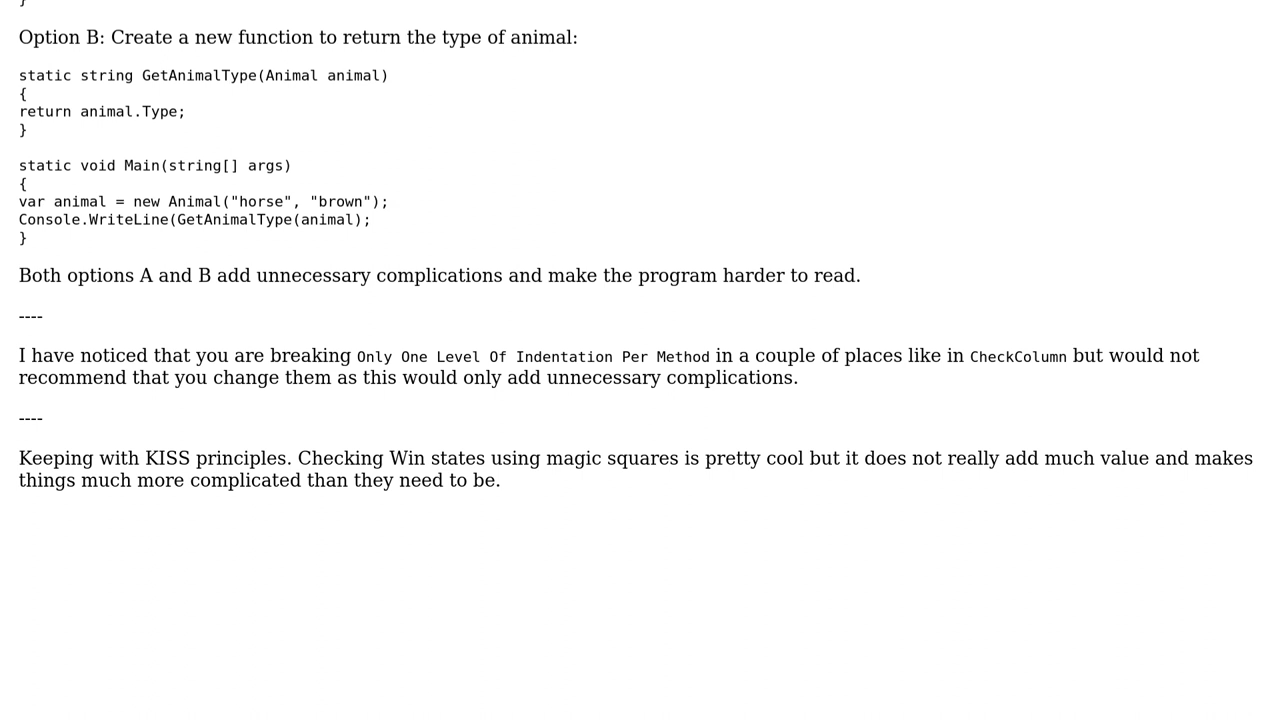 }
Option B: Create a new function to return the type of animal:
static string GetAnimalType(Animal animal)
{
return animal.Type;
}
static void Main(string[] args)
{
var animal = new Animal("horse", "brown");
Console.WriteLine(GetAnimalType(animal);
}
Both options A and B add unnecessary complications and make the program harder to read.
----
I have noticed that you are breaking Only One Level Of Indentation Per Method in a couple of places like in CheckColumn but would not
recommend that you change them as this would only add unnecessary complications.
----
Keeping with KISS principles. Checking Win states using magic squares is pretty cool but it does not really add much value and makes
things much more complicated than they need to be.